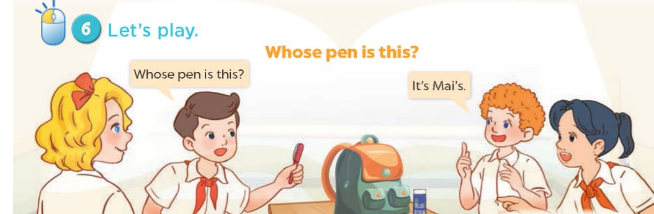 6 Let's play.
Whose pen is this?
Whose pen is this?
It's Mai's.